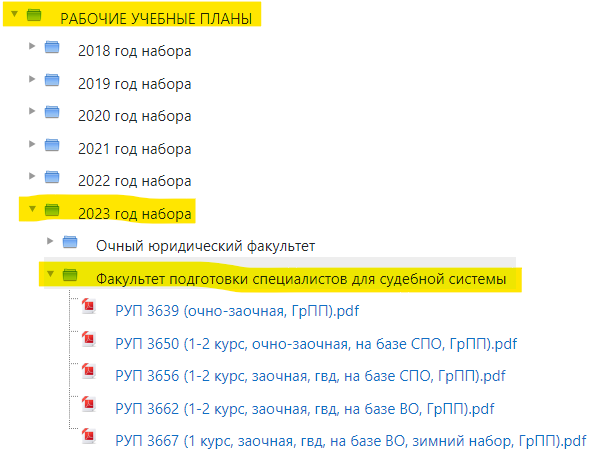 РАБОЧИЕ УЧЕБНЫЕ ПЛАНЫ
2018 год набора
2019 год набора
2020 год набора
2021 год набора
2022 год набора
2023 год набора
Очный юридический факультет
Факультет подготовки специалистов для судебной системы
РУП 3639 (очно-заочная, ГрПП).pdf
РУП 3650 (1-2 курс, очно-заочная, на базе СПО, ГрПП).pdf
РУП 3656 (1-2 курс, заочная, гвд, на базе СПО, ГрПП).pdf
РУП 3662 (1-2 курс, заочная, гвд, на базе ВО, ГрПП).pdf
РУП 3667 (1 курс, заочная, гвд, на базе ВО, зимний набор, ГрПП).pdf